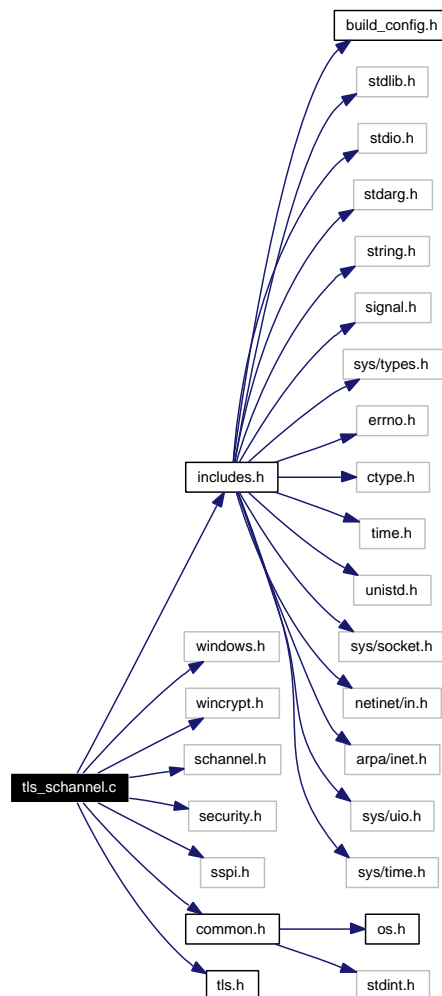 build_config.h
stdlib.h
stdio.h
stdarg.h
string.h
signal.h
sys/types.h
errno.h
includes.h
ctype.h
time.h
unistd.h
windows.h
sys/socket.h
wincrypt.h
netinet/in.h
schannel.h
arpa/inet.h
tls_schannel.c
security.h
sys/uio.h
sspi.h
sys/time.h
common.h
os.h
tls.h
stdint.h